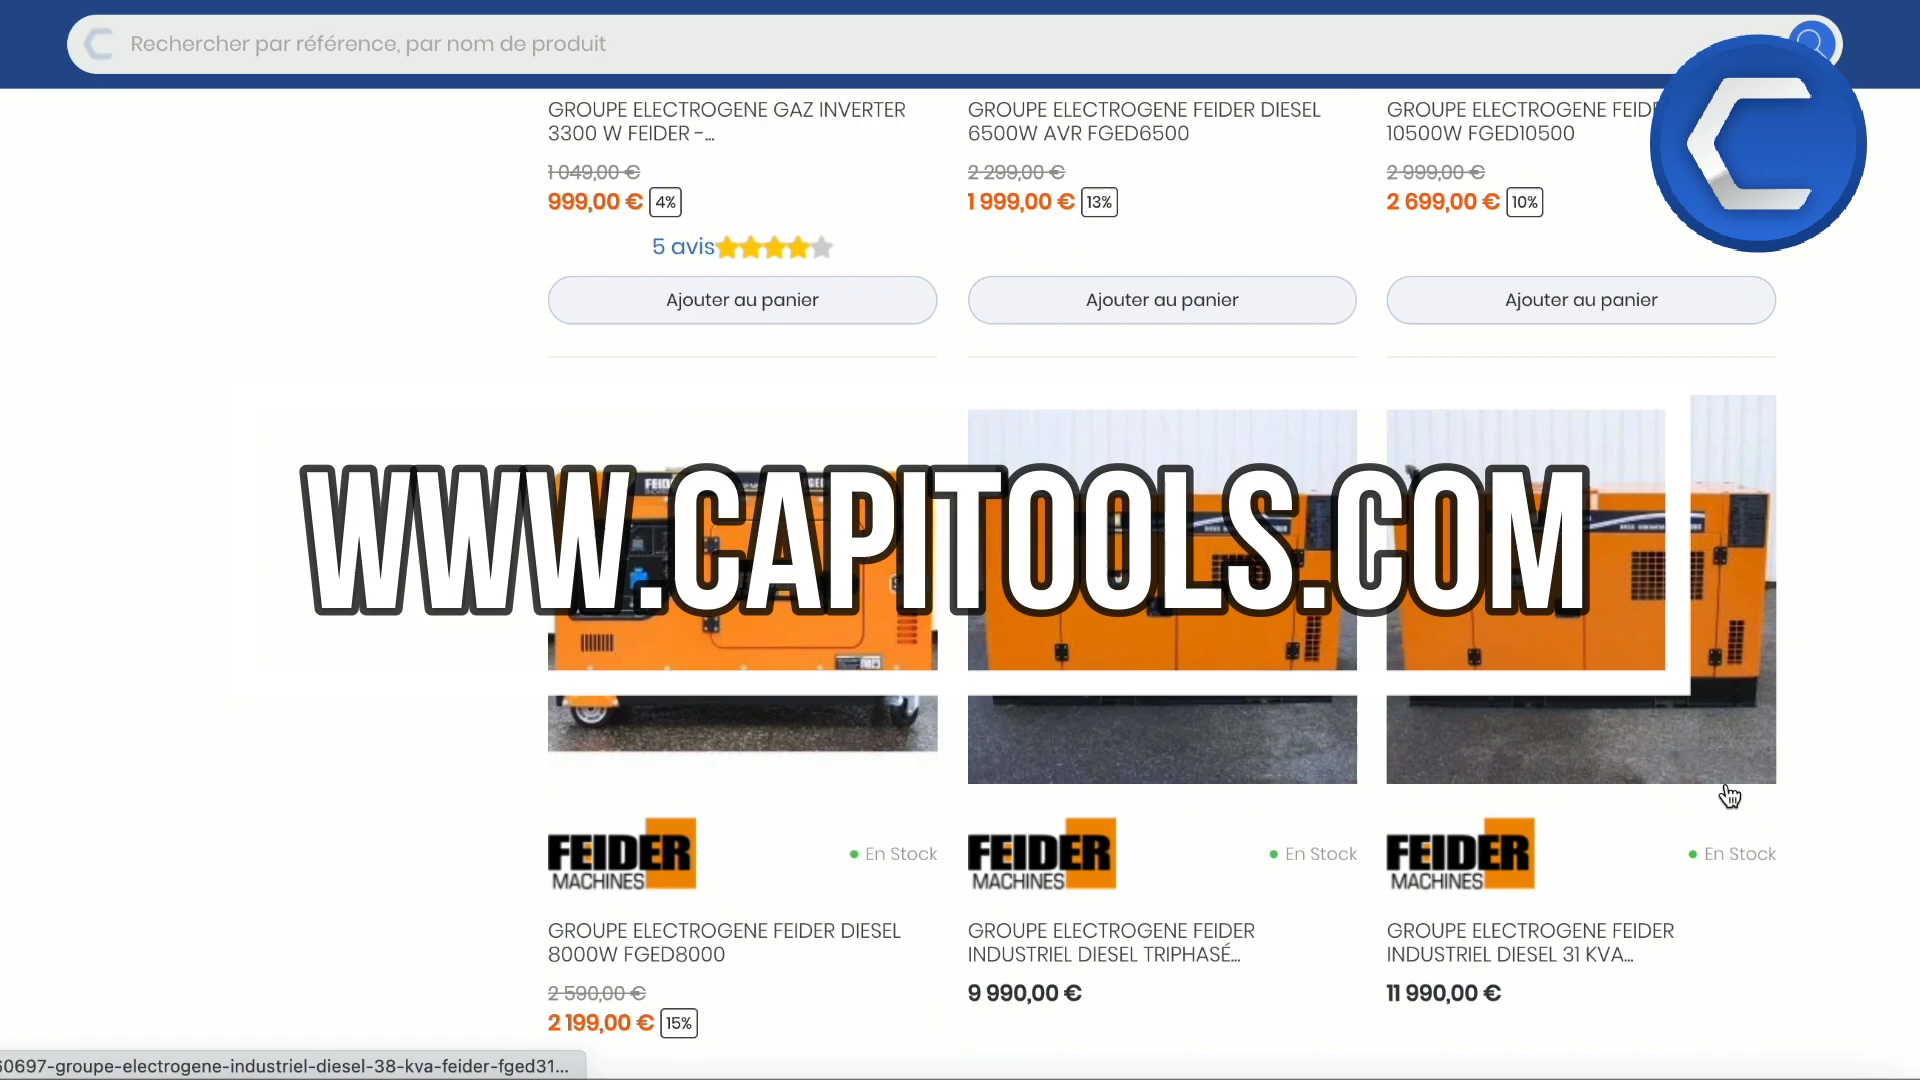 Rechercher par référence, par nom de produit
GROUPE ELECTROGENE GAZ INVERTER
3300 W FEIDER -...
1 049,00 €
999,00 € 4%
5 avis
Ajouter au panier
GROUPE ELECTROGENE FEIDER DIESEL
6500W AVR FGED6500
2 299,00 €
1 999,00 € 13%
Ajouter au panier
GROUPE ELECTROGENE FEID
10500W FGED10500
2 999,00 €
2 699,00 € 10%
Ajouter au panier
WWW.CAPITOOLS.COM
FEIDER
MACHINES
En Stock
GROUPE ELECTROGENE FEIDER DIESEL
8000W FGED8000
2 590,00 €
2 199,00 € 15%
FEIDER
MACHINES
En Stock
GROUPE ELECTROGENE FEIDER
INDUSTRIEL DIESEL TRIPHASÉ...
9 990,00 €
FEIDER
MACHINES
En Stock
GROUPE ELECTROGENE FEIDER
INDUSTRIEL DIESEL 31 KVA...
11 990,00 €
60697-groupe-electrogene-industriel-diesel-38-kva-feider-fged31...